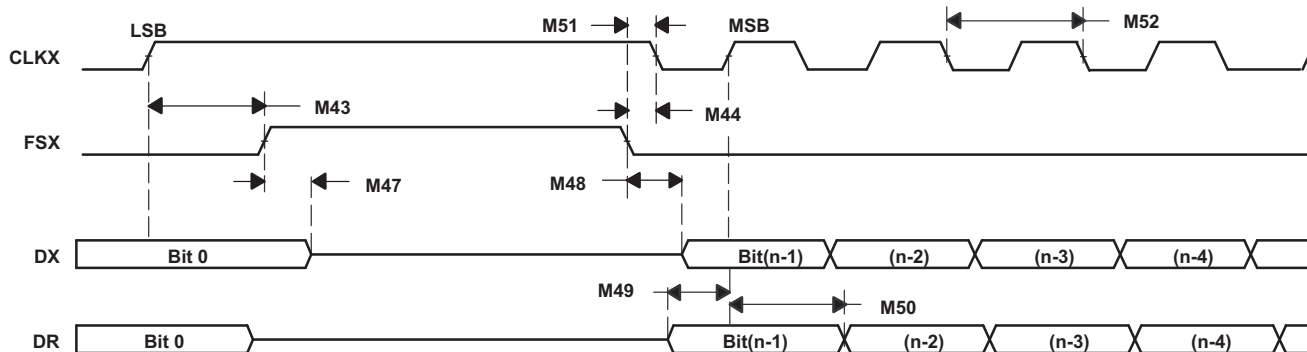 LSB
M51
MSB
M52
CLKX
M43
M44
FSX
M47
M48
DX
Bit 0
Bit(n-1)
(n-2)
(n-3)
(n-4)
M49
M50
DR
Bit 0
Bit(n-1)
(n-2)
(n-3)
(n-4)